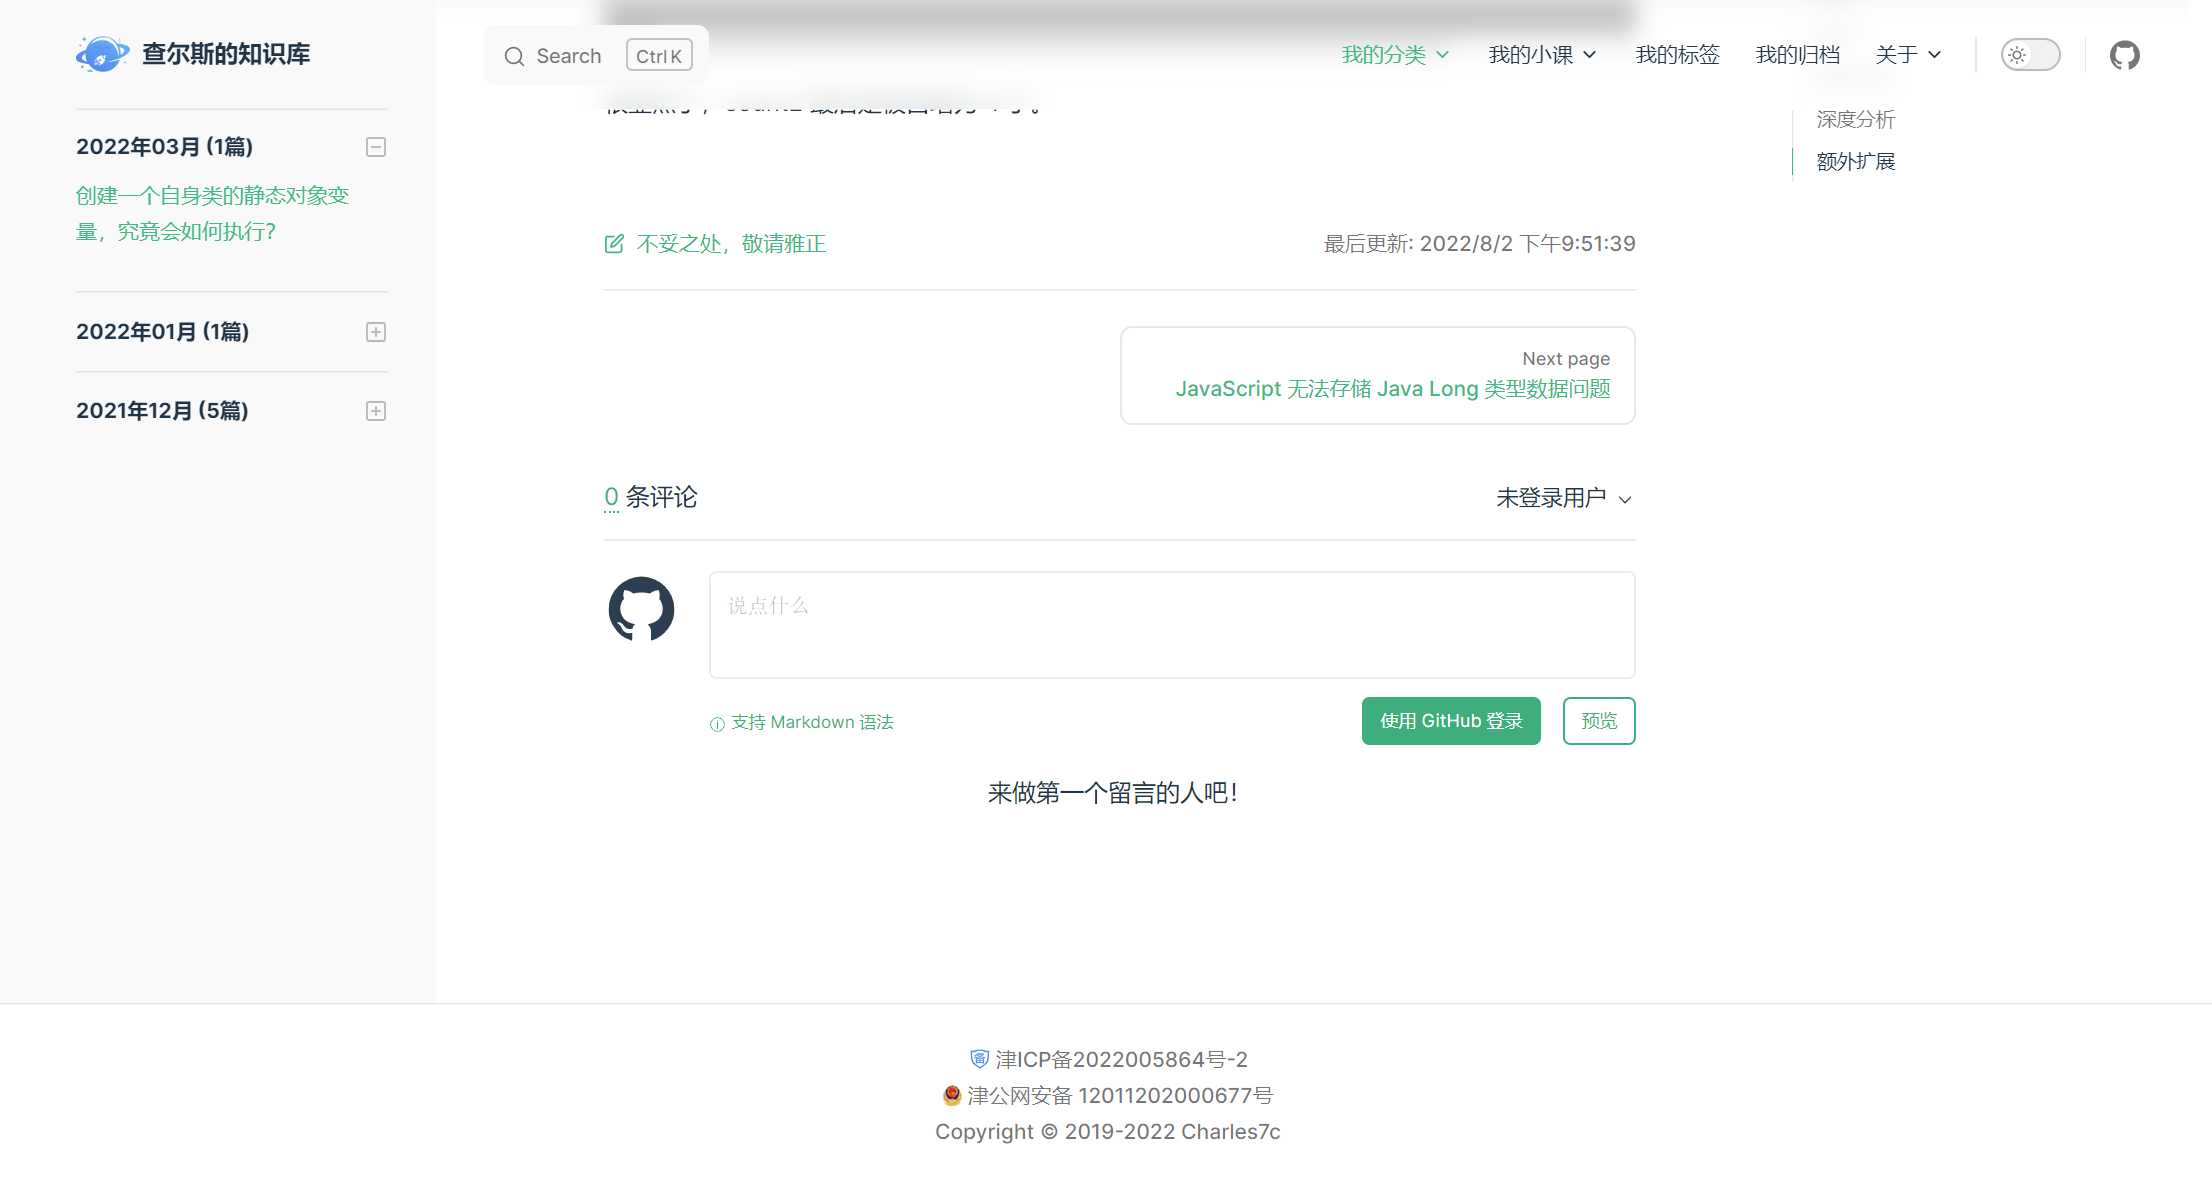 查尔斯的知识库
Search
Ctrl K
我的分类
我的小课
我的标签
我的归档
关于
2022年03月 (1篇)
创建一个自身类的静态对象变
量，究竟会如何执行？
2022年01月 (1篇)
2021年12月 (5篇)
深度分析
额外扩展
不妥之处，敬请雅正
最后更新: 2022/8/2 下午9:51:39
Next page
JavaScript 无法存储 Java Long 类型数据问题
0 条评论
未登录用户
说点什么
支持 Markdown 语法
使用 GitHub 登录
预览
来做第一个留言的人吧！
津ICP备2022005864号-2
津公网安备 12011202000677号
Copyright © 2019-2022 Charles7c